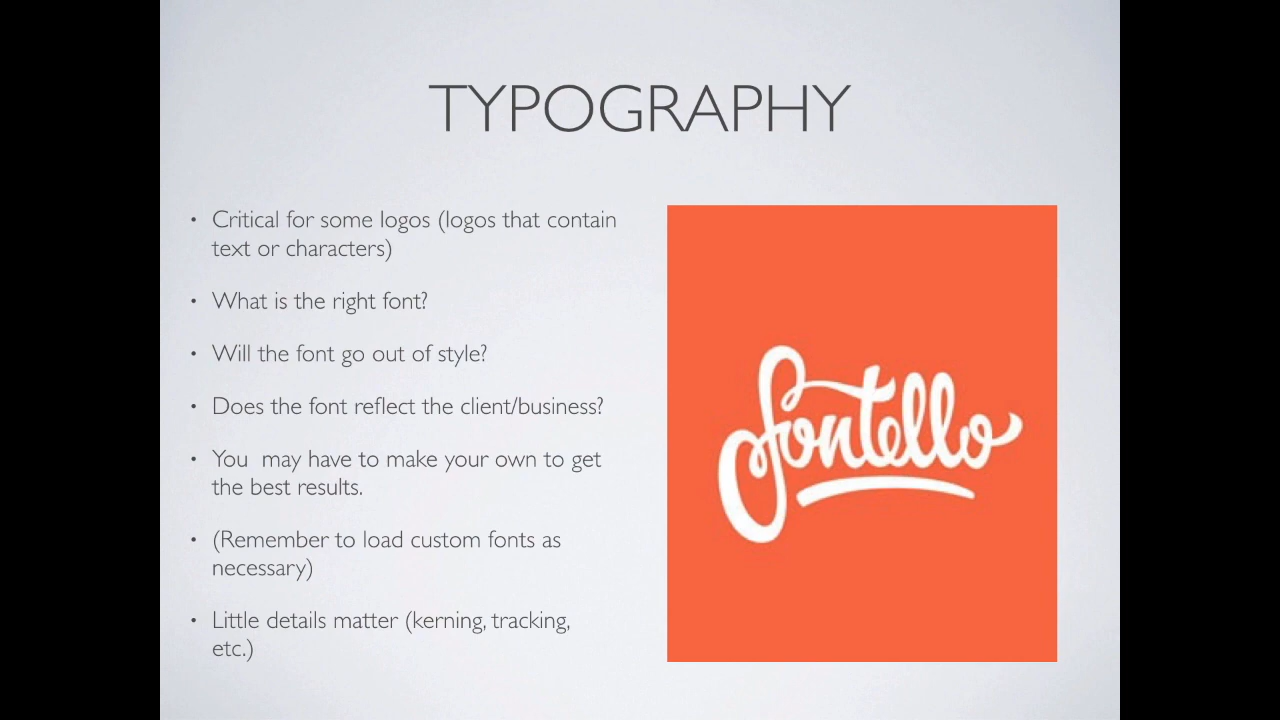 TYPOGRAPHY
• Critical for some logos (logos that contain
text or characters)
• What is the right font?
• Will the font go out of style?
• Does the font reflect the client/business?
• You  may have to make your own to get
the best results.
• (Remember to load custom fonts as
necessary)
• Little details matter (kerning, tracking,
etc.)
fontello